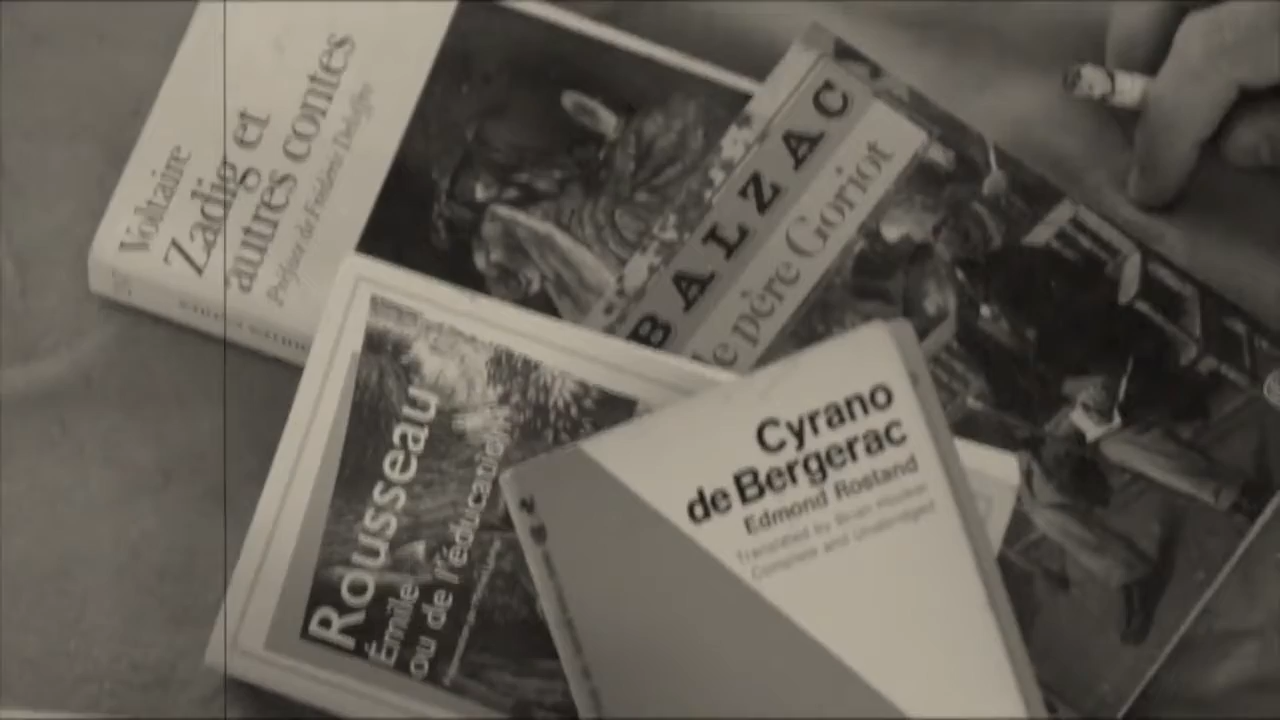 Voltaire
Zadig et
autres contes
Préface de Frédéric Deloffre
BALZAC
le père Goriot
Rousseau
Émile
ou de l'éducation
Cyrano
de Bergerac
Edmond Rostand
Translated by Brian Hooker
Complete and Unabridged